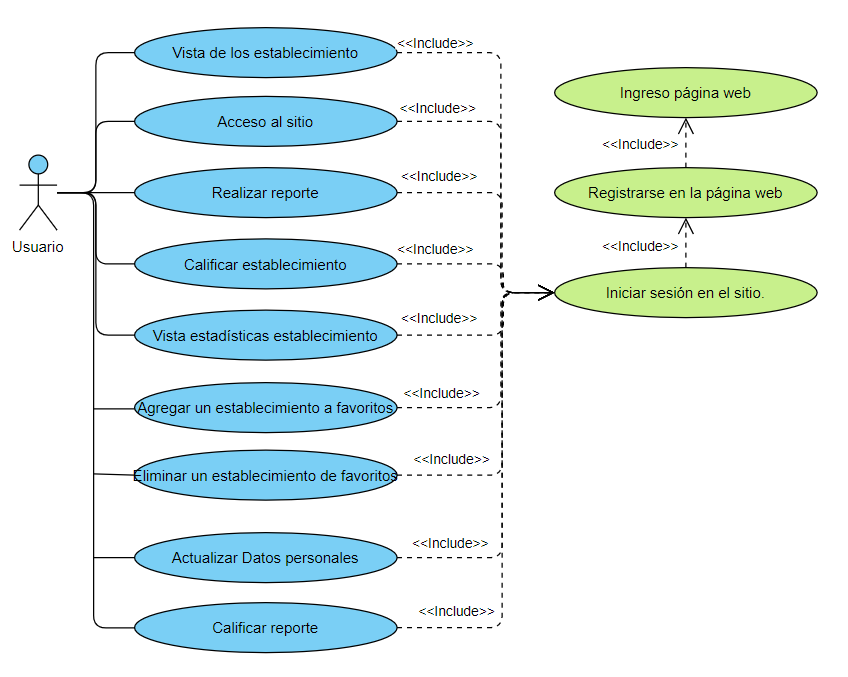 Vista de los establecimiento
<<Include>>
Ingreso página web
Acceso al sitio
<<Include>>
<<Include>>
Realizar reporte
<<Include>>
Registrarse en la página web
Usuario
Calificar establecimiento
<<Include>>
<<Include>>
Iniciar sesión en el sitio.
Vista estadísticas establecimiento
<<Include>>
Agregar un establecimiento a favoritos
<<Include>>
Eliminar un establecimiento de favoritos
<<Include>>
Actualizar Datos personales
<<Include>>
Calificar reporte
<<Include>>